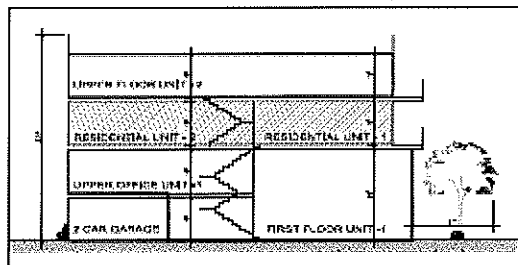 UPPER FLOOR UNIT -2
RESIDENTIAL UNIT - 2 RESIDENTIAL UNIT - 1
UPPER OFFICE UNIT -1
2 CAR GARAGE FIRST FLOOR UNIT -1